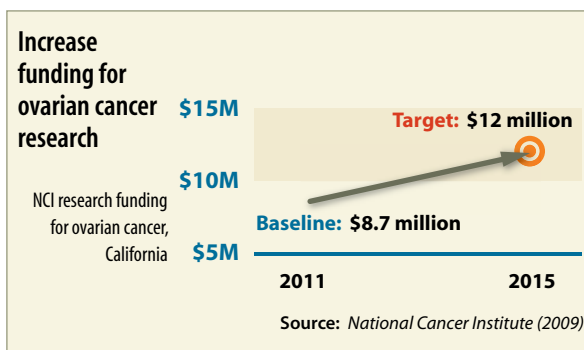 Increase
funding for
ovarian cancer
research
NCI research funding
for ovarian cancer,
California
$15M
$10M
$5M
Target: $12 million
Baseline: $8.7 million
2011 2015
Source: National Cancer Institute (2009)